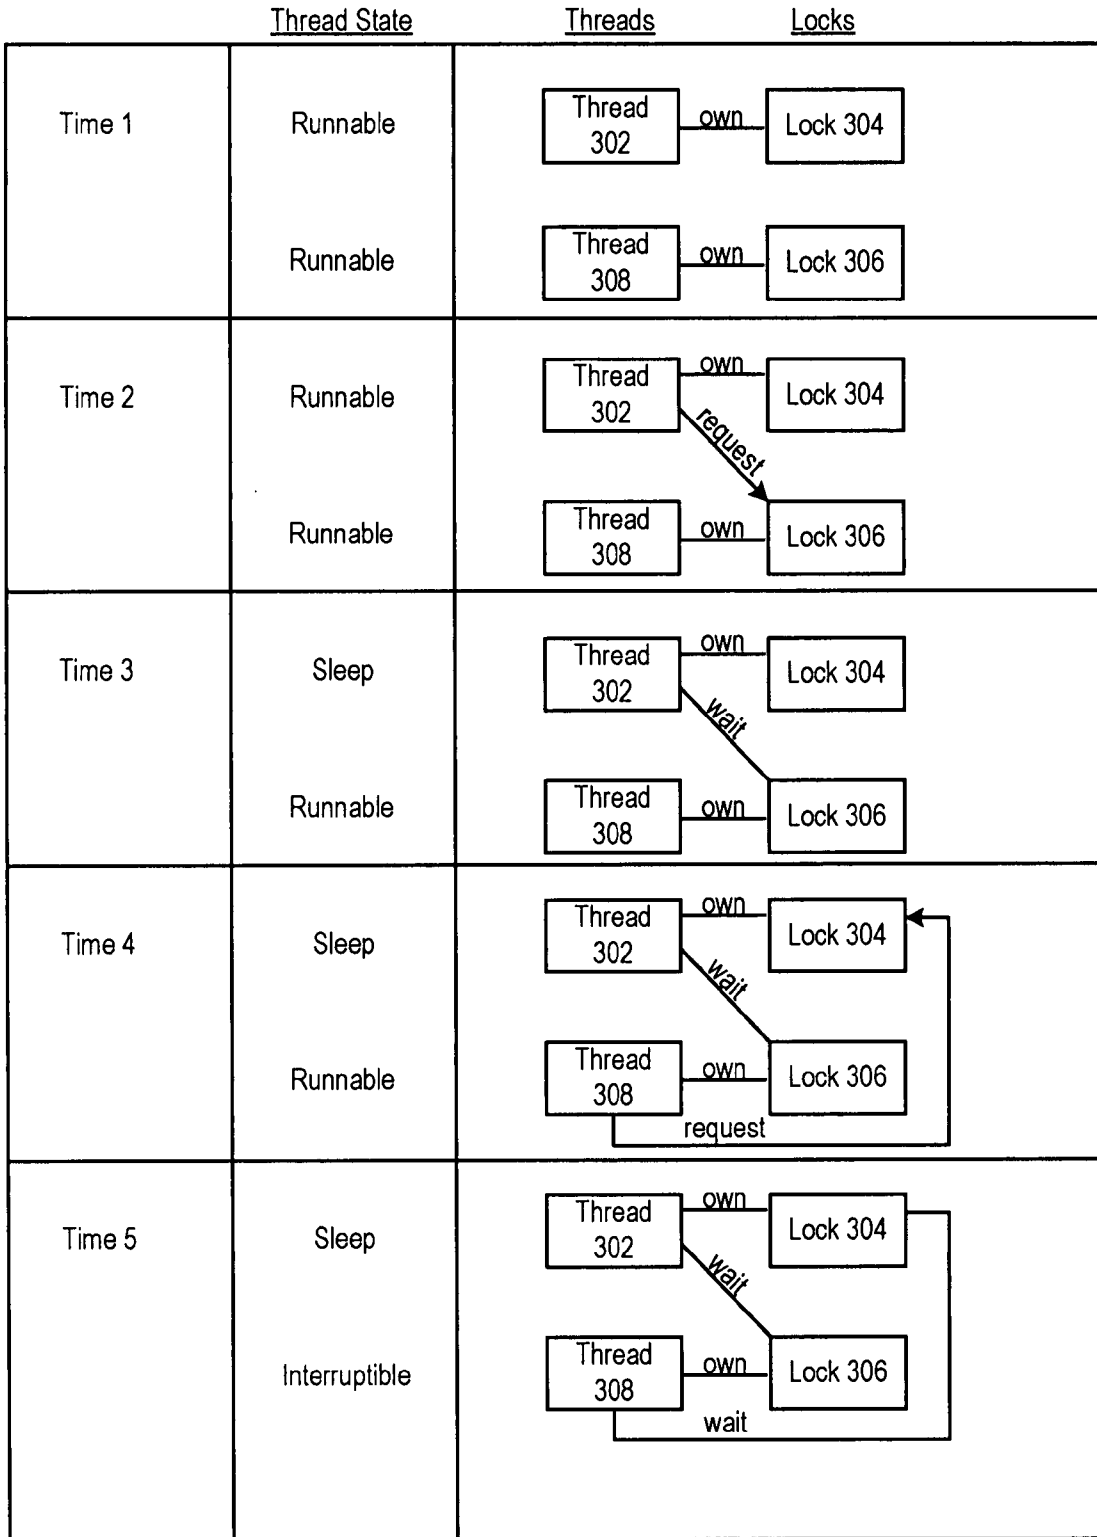 Thread State Threads Locks
Time 1 Runnable Thread 302 own Lock 304
Runnable Thread 308 own Lock 306
Time 2 Runnable Thread 302 own Lock 304
request
Runnable Thread 308 own Lock 306
Time 3 Sleep Thread 302 own Lock 304
wait
Runnable Thread 308 own Lock 306
Time 4 Sleep Thread 302 own Lock 304
wait
Runnable Thread 308 own Lock 306
request
Time 5 Sleep Thread 302 own Lock 304
wait
Interruptible Thread 308 own Lock 306
wait